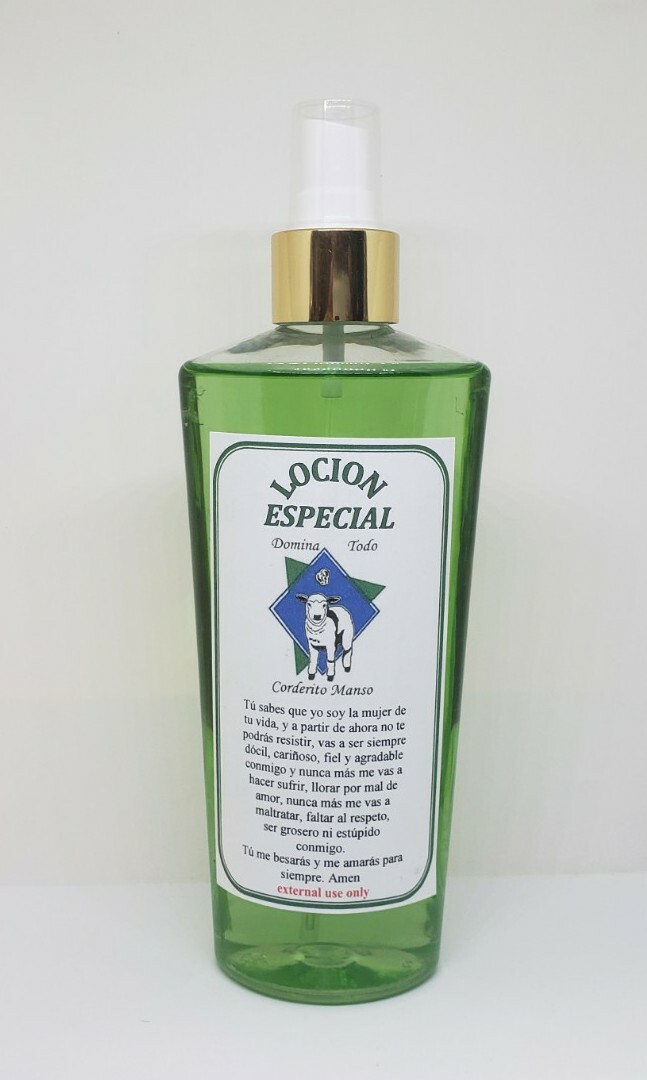 LOCION
ESPECIAL
Domina Todo
Corderito Manso
Tú sabes que yo soy la mujer de
tu vida, y a partir de ahora no te
podrás resistir, vas a ser siempre
dócil, cariñoso, fiel y agradable
conmigo y nunca más me vas a
hacer sufrir, llorar por mal de
amor, nunca más me vas a
maltratar, faltar al respeto,
ser grosero ni estúpido
conmigo.
Tú me besarás y me amarás para
siempre. Amen
external use only